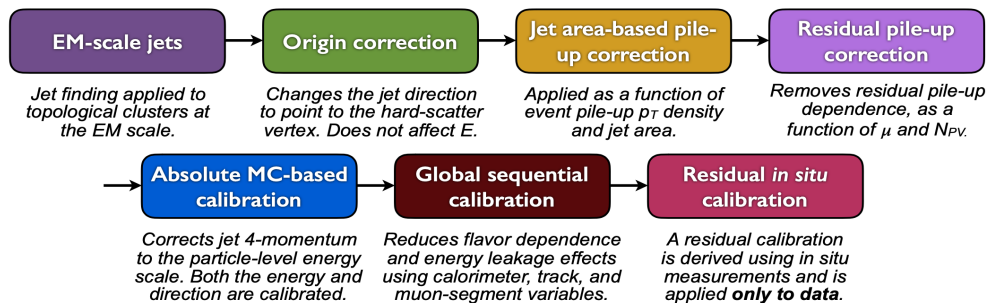 EM-scale jets
Origin correction
Jet area-based pile-
up correction
Residual pile-up
correction
Jet finding applied to
topological clusters at
the EM scale.
Changes the jet direction
to point to the hard-scatter
vertex. Does not affect E.
Applied as a function of
event pile-up pT density
and jet area.
Removes residual pile-up
dependence, as a
function of μ and NPV.
Absolute MC-based
calibration
Global sequential
calibration
Residual in situ
calibration
Corrects jet 4-momentum
to the particle-level energy
scale. Both the energy and
direction are calibrated.
Reduces flavor dependence
and energy leakage effects
using calorimeter, track, and
muon-segment variables.
A residual calibration
is derived using in situ
measurements and is
applied only to data.